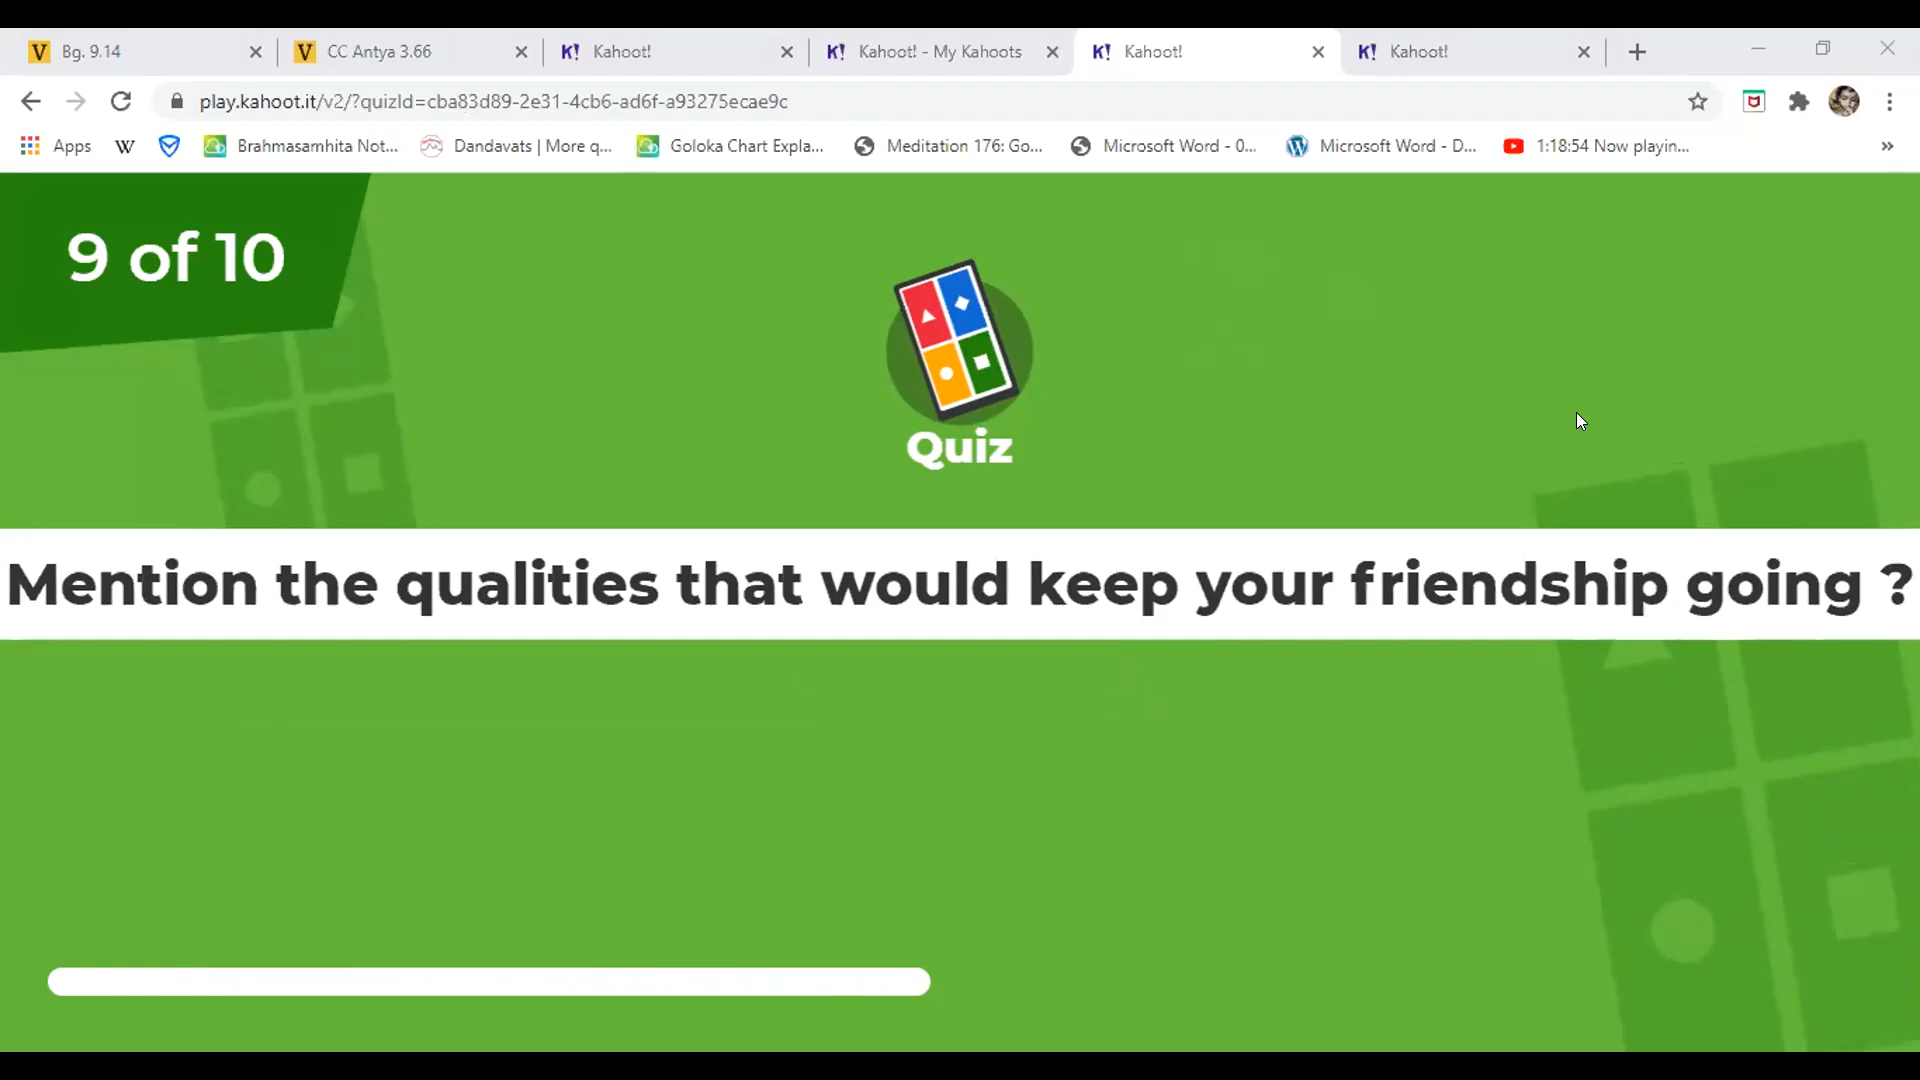 Bg. 9.14
CC Antya 3.66
Kahoot!
Kahoot! - My Kahoots
Kahoot!
Kahoot!
play.kahoot.it/v2/?quizId=cba83d89-2e31-4cb6-ad6f-a93275ecae9c
Apps
Brahmasamhita Not...
Dandavats | More q...
Goloka Chart Expla...
Meditation 176: Go...
Microsoft Word - 0...
Microsoft Word - D...
1:18:54 Now playin...
9 of 10
Quiz
Mention the qualities that would keep your friendship going ?